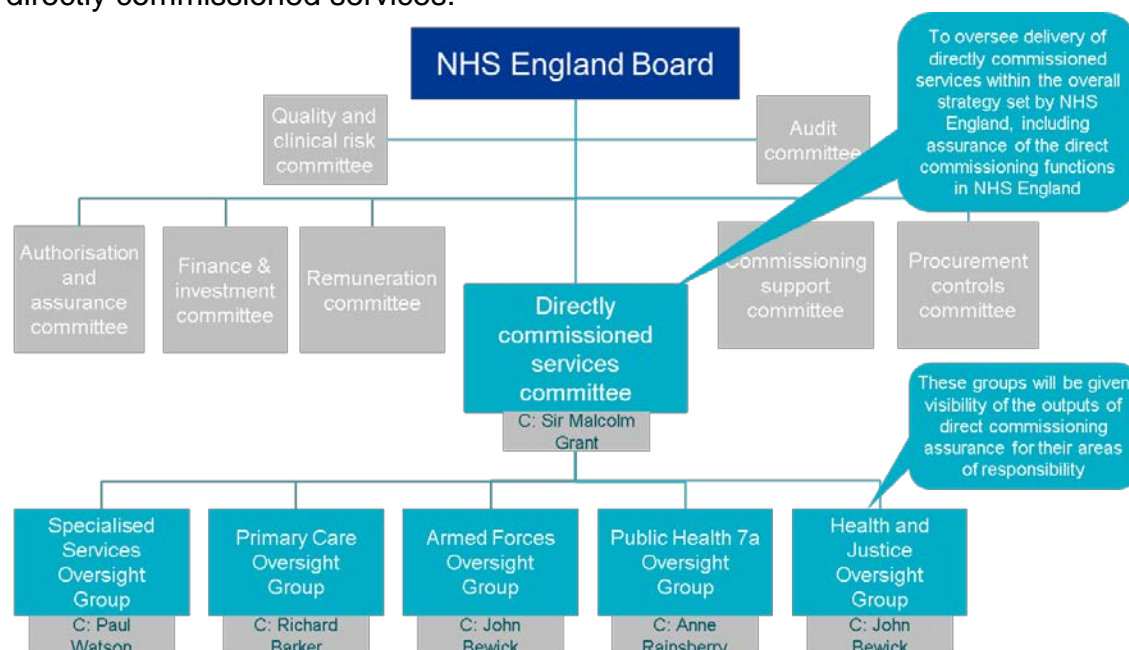 directly commissioned services.
NHS England Board
To oversee delivery of
directly commissioned
services within the overall
strategy set by NHS
England, including
assurance of the direct
commissioning functions
in NHS England
Quality and
clinical risk
committee
Audit
committee
Authorisation
and
assurance
committee
Finance &
investment
committee
Remuneration
committee
Directly
commissioned
services
committee
C: Sir Malcolm
Grant
Commissioning
support
committee
Procurement
controls
committee
These groups will be given
visibility of the outputs of
direct commissioning
assurance for their areas
of responsibility
Specialised
Services
Oversight
Group
C: Paul
Watson
Primary Care
Oversight
Group
C: Richard
Barker
Armed Forces
Oversight
Group
C: John
Bewick
Public Health 7a
Oversight
Group
C: Anne
Rainsberry
Health and
Justice
Oversight
Group
C: John
Bewick